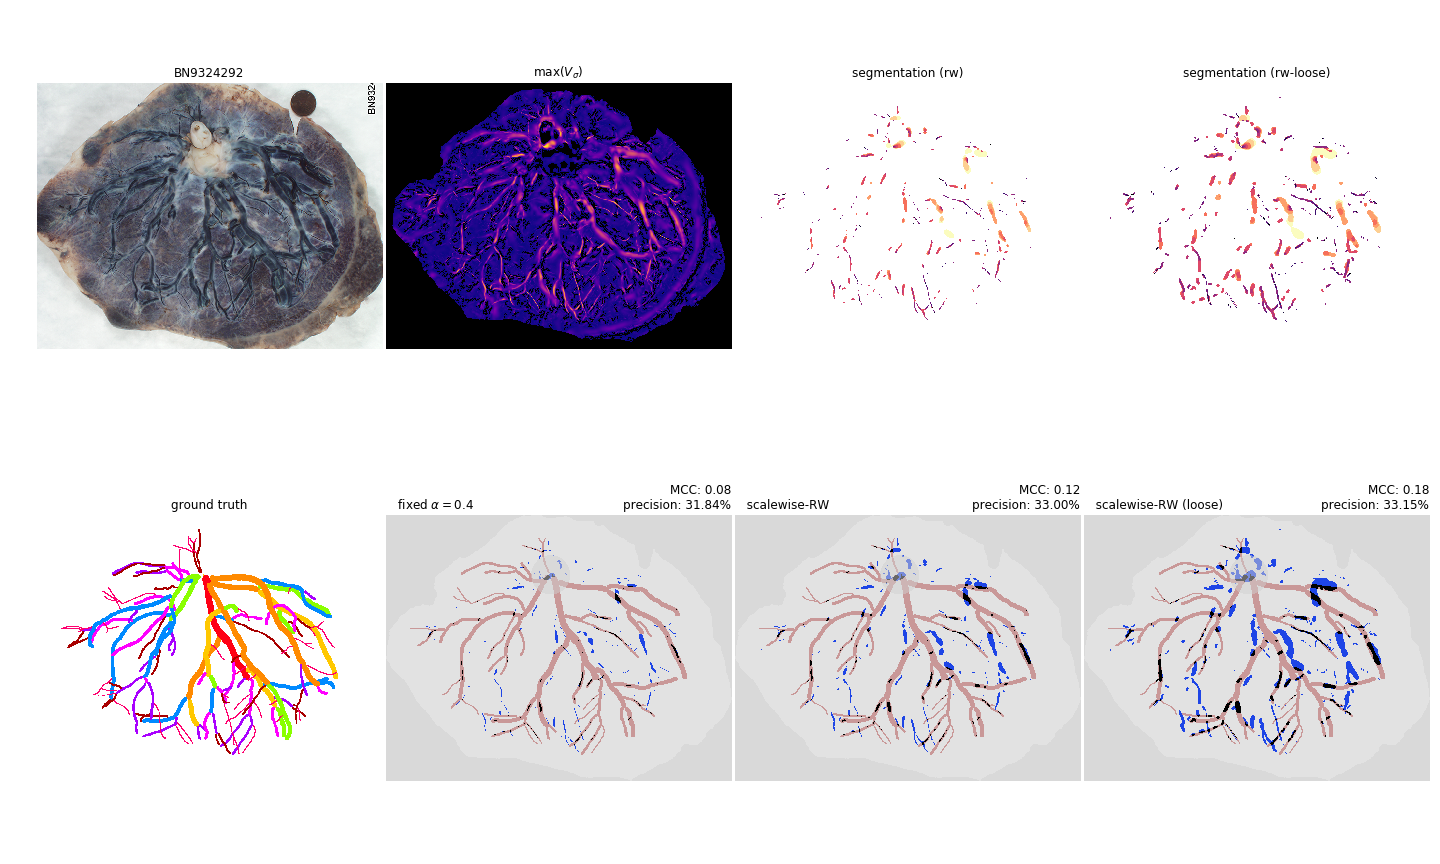 BN9324292
max(V_σ)
segmentation (rw)
segmentation (rw-loose)
BN932
ground truth
fixed α = 0.4
MCC: 0.08
precision: 31.84%
scalewise-RW
MCC: 0.12
precision: 33.00%
scalewise-RW (loose)
MCC: 0.18
precision: 33.15%